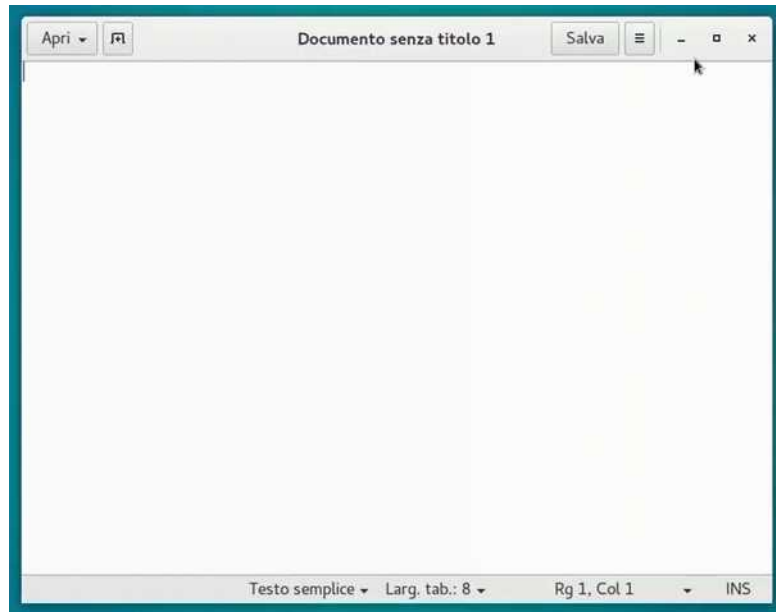 Apri Documento senza titolo 1 Salva
Testo semplice Larg. tab.: 8 Rg 1, Col 1 INS